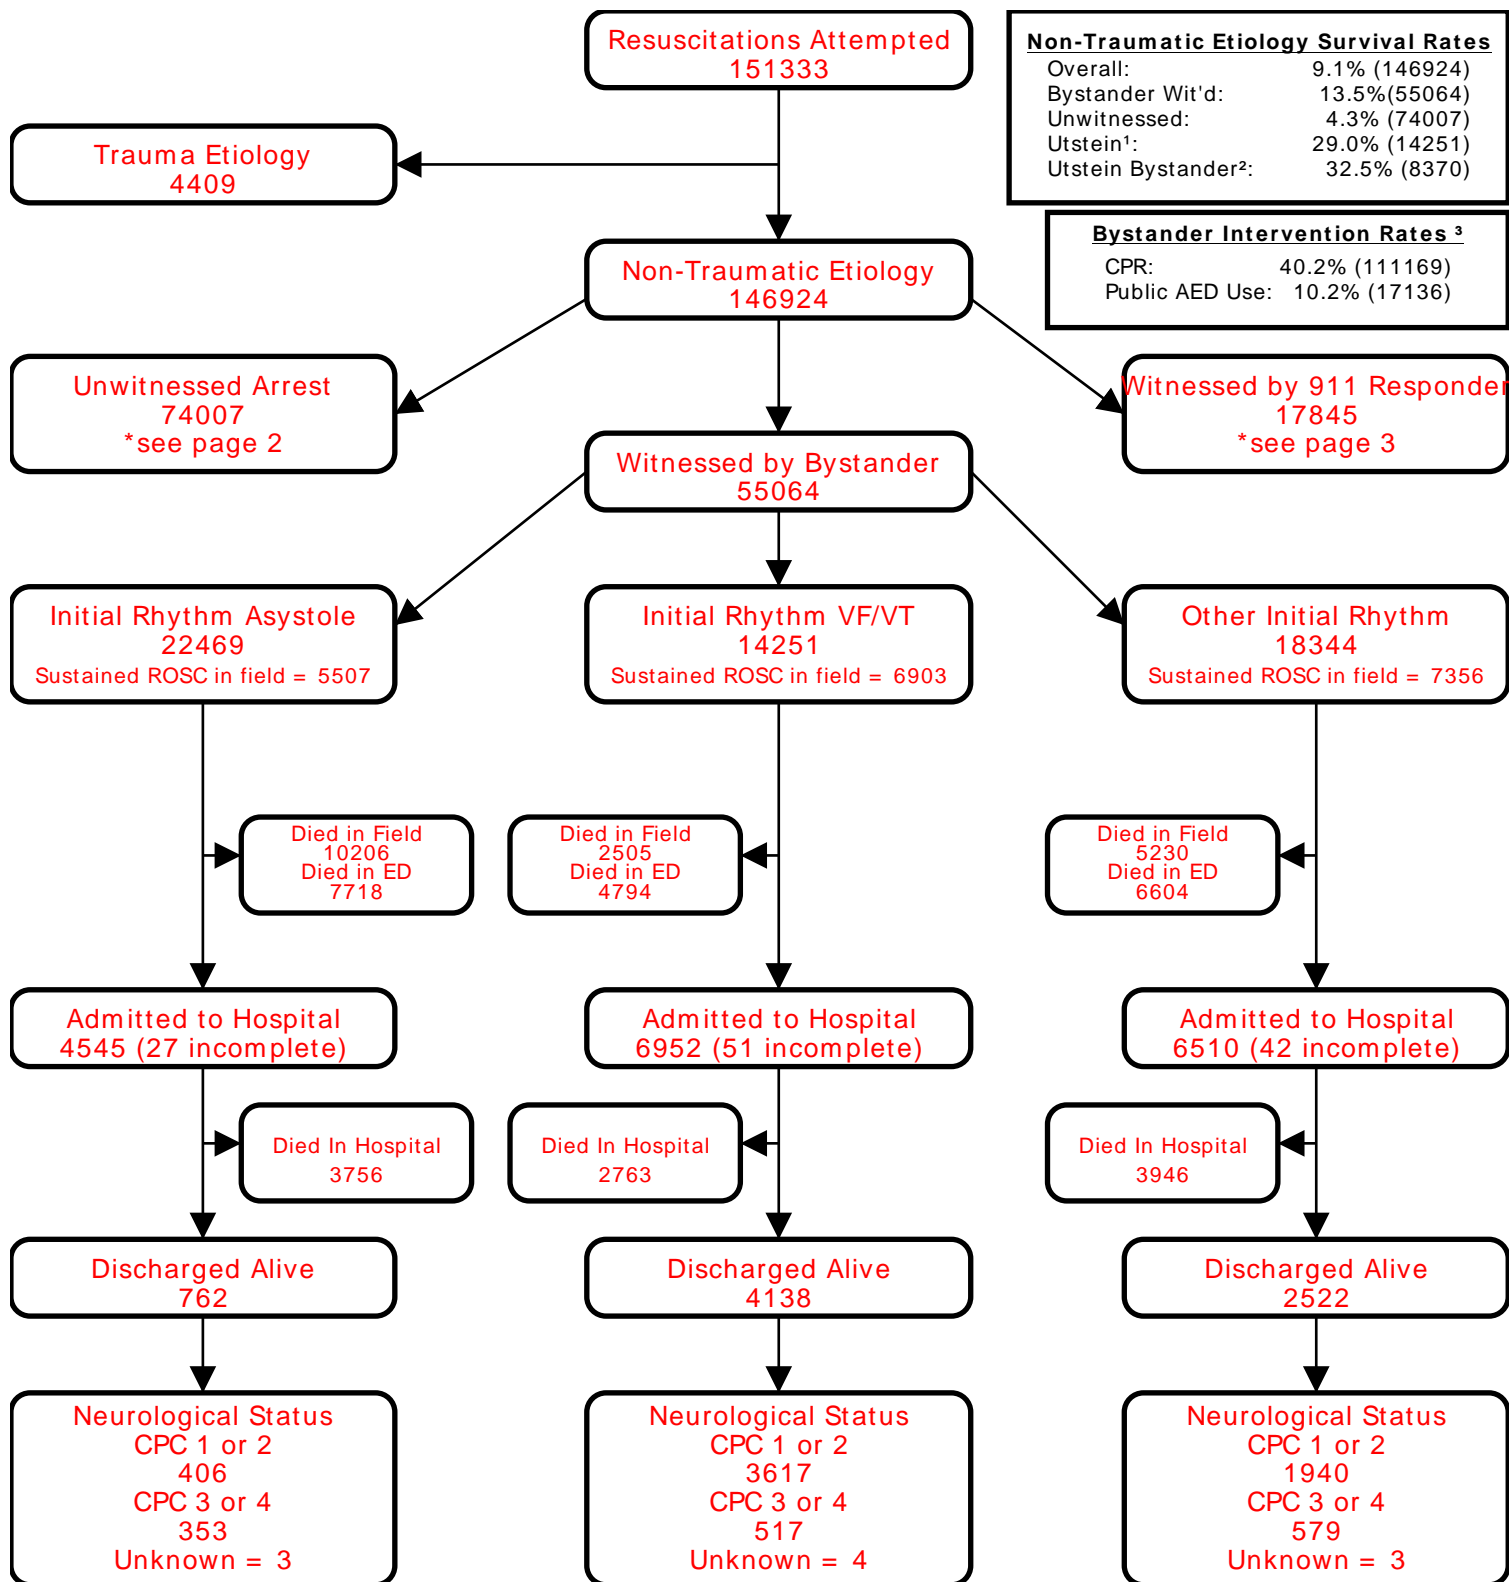 Resuscitations Attempted
151333
Non-Traumatic Etiology Survival Rates
Overall: 9.1% (146924)
Bystander Wit'd: 13.5%(55064)
Unwitnessed: 4.3% (74007)
Utstein¹: 29.0% (14251)
Utstein Bystander²: 32.5% (8370)
Trauma Etiology
4409
Bystander Intervention Rates ³
CPR: 40.2% (111169)
Public AED Use: 10.2% (17136)
Non-Traumatic Etiology
146924
Unwitnessed Arrest
74007
*see page 2
Witnessed by Bystander
55064
Witnessed by 911 Responder
17845
*see page 3
Initial Rhythm Asystole
22469
Sustained ROSC in field = 5507
Initial Rhythm VF/VT
14251
Sustained ROSC in field = 6903
Other Initial Rhythm
18344
Sustained ROSC in field = 7356
Died in Field
10206
Died in ED
7718
Died in Field
2505
Died in ED
4794
Died in Field
5230
Died in ED
6604
Admitted to Hospital
4545 (27 incomplete)
Admitted to Hospital
6952 (51 incomplete)
Admitted to Hospital
6510 (42 incomplete)
Died In Hospital
3756
Died In Hospital
2763
Died In Hospital
3946
Discharged Alive
762
Discharged Alive
4138
Discharged Alive
2522
Neurological Status
CPC 1 or 2
406
CPC 3 or 4
353
Unknown = 3
Neurological Status
CPC 1 or 2
3617
CPC 3 or 4
517
Unknown = 4
Neurological Status
CPC 1 or 2
1940
CPC 3 or 4
579
Unknown = 3